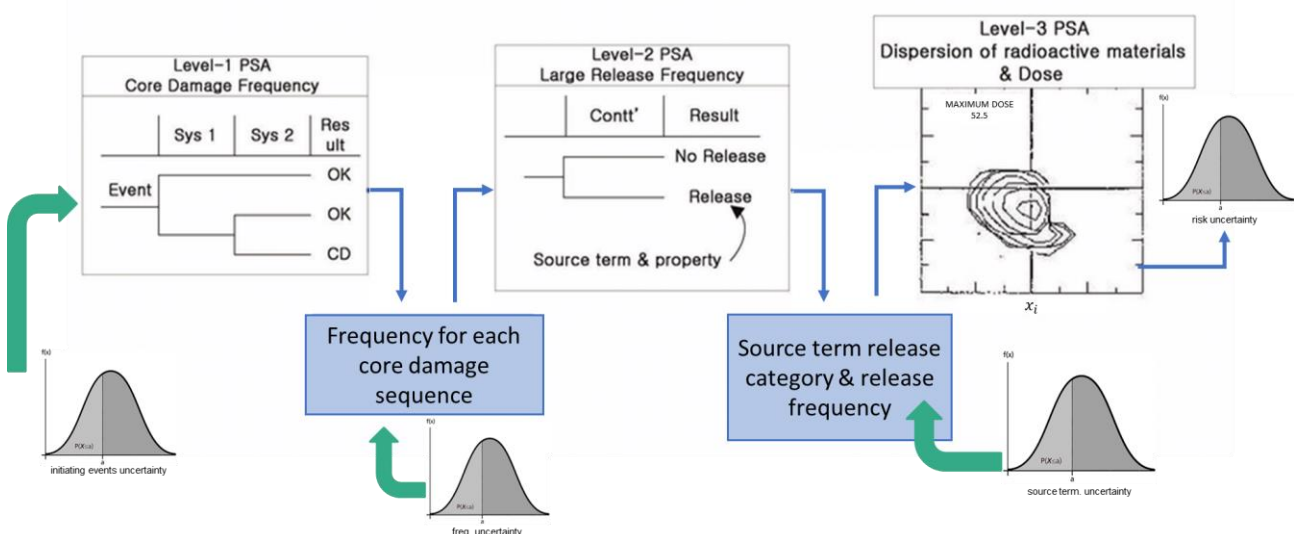 Level-1 PSA
Core Damage Frequency
Sys 1
Sys 2
Res
ult
Event
OK
OK
CD
Level-2 PSA
Large Release Frequency
Contt'
Result
No Release
Release
Source term & property
Level-3 PSA
Dispersion of radioactive materials
& Dose
MAXIMUM DOSE
52.5
x_i
f(x)
P(X≤a)
a
risk uncertainty
Frequency for each
core damage
sequence
Source term release
category & release
frequency
f(x)
P(X≤a)
a
initiating events uncertainty
f(x)
P(X≤a)
a
freq. uncertainty
f(x)
P(X≤a)
a
source term. uncertainty